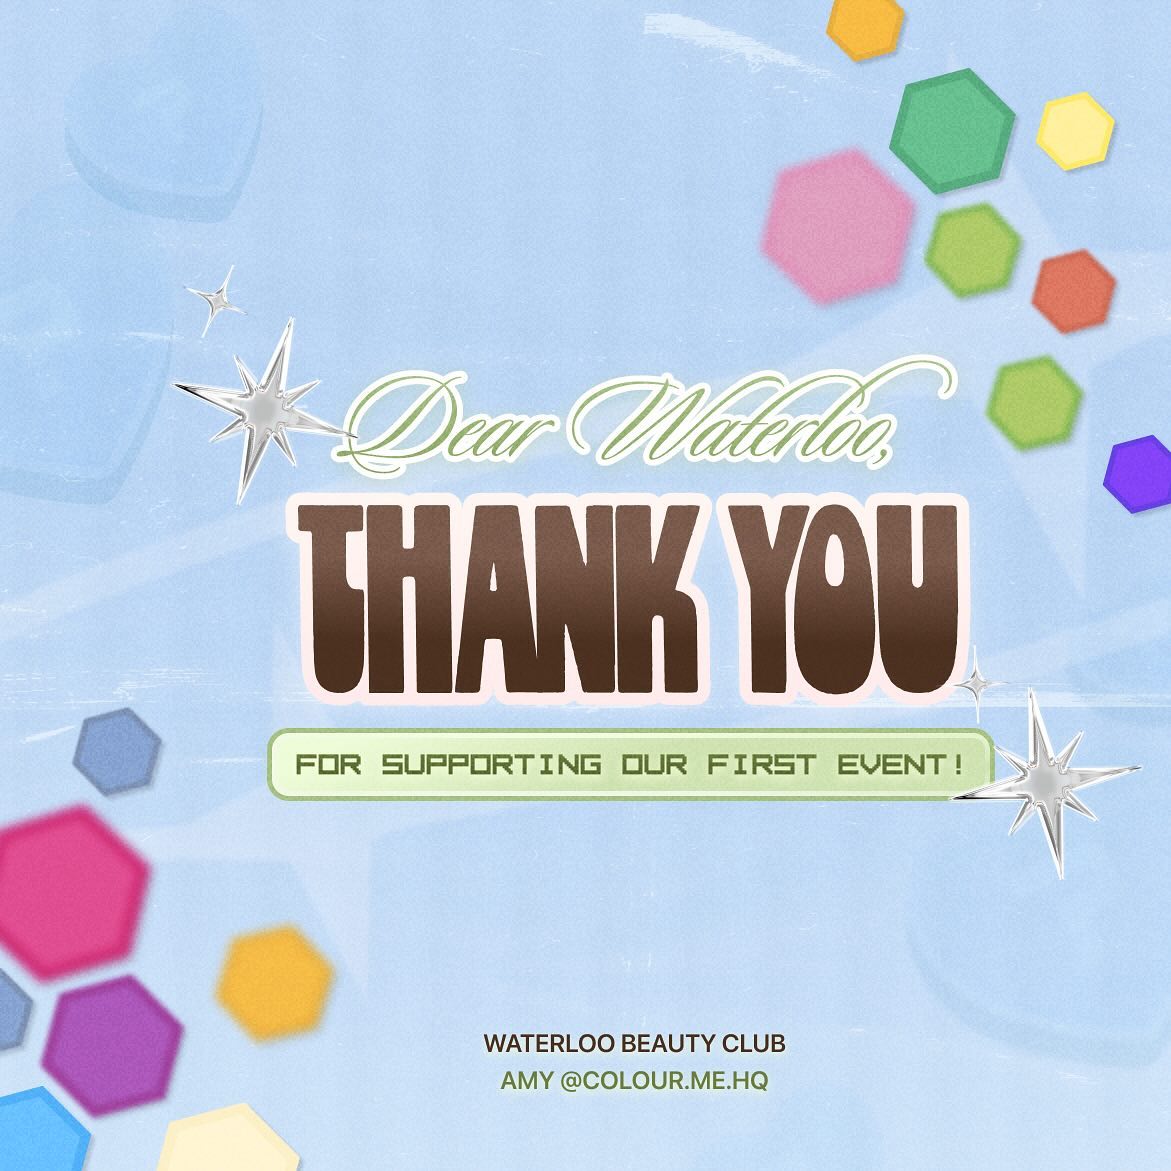 Dear Waterloo,
THANK YOU
FOR SUPPORTING OUR FIRST EVENT!
WATERLOO BEAUTY CLUB
AMY @COLOUR.ME.HQ